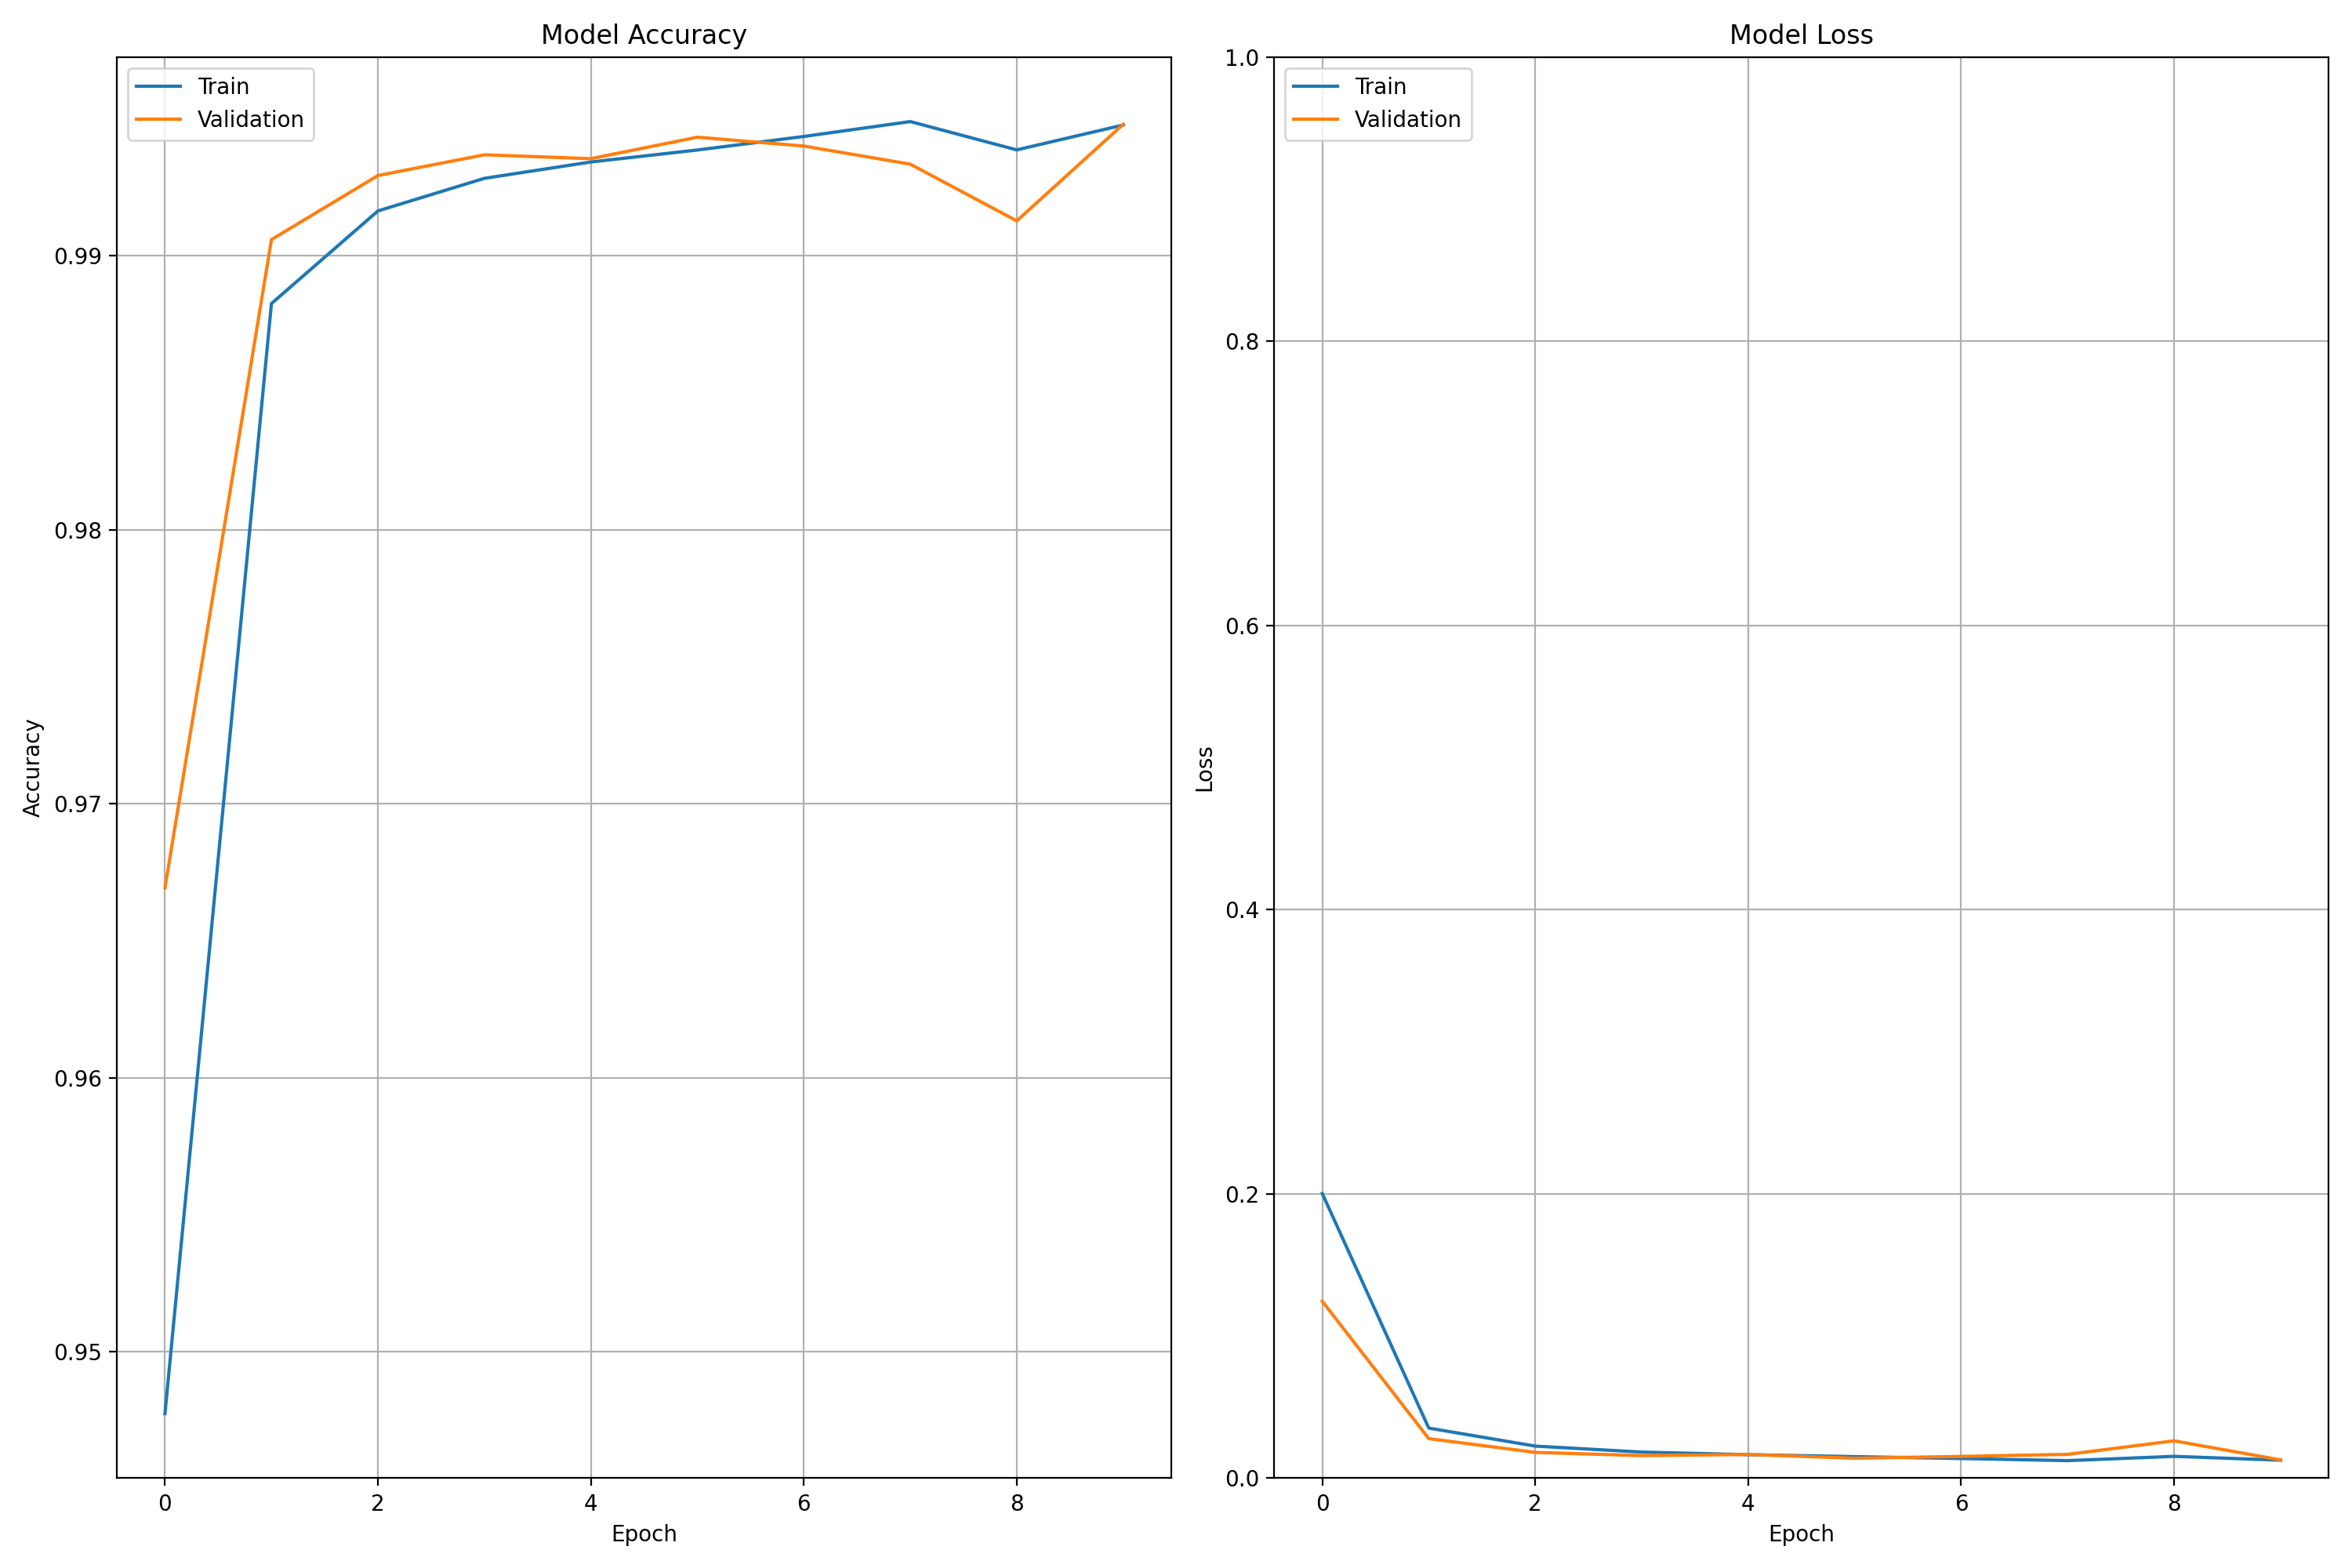 Model Accuracy
Train
Validation
0.99
0.98
0.97
0.96
0.95
Accuracy
0 2 4 6 8
Epoch
Model Loss
Train
Validation
1.0
0.8
0.6
0.4
0.2
0.0
Loss
0 2 4 6 8
Epoch